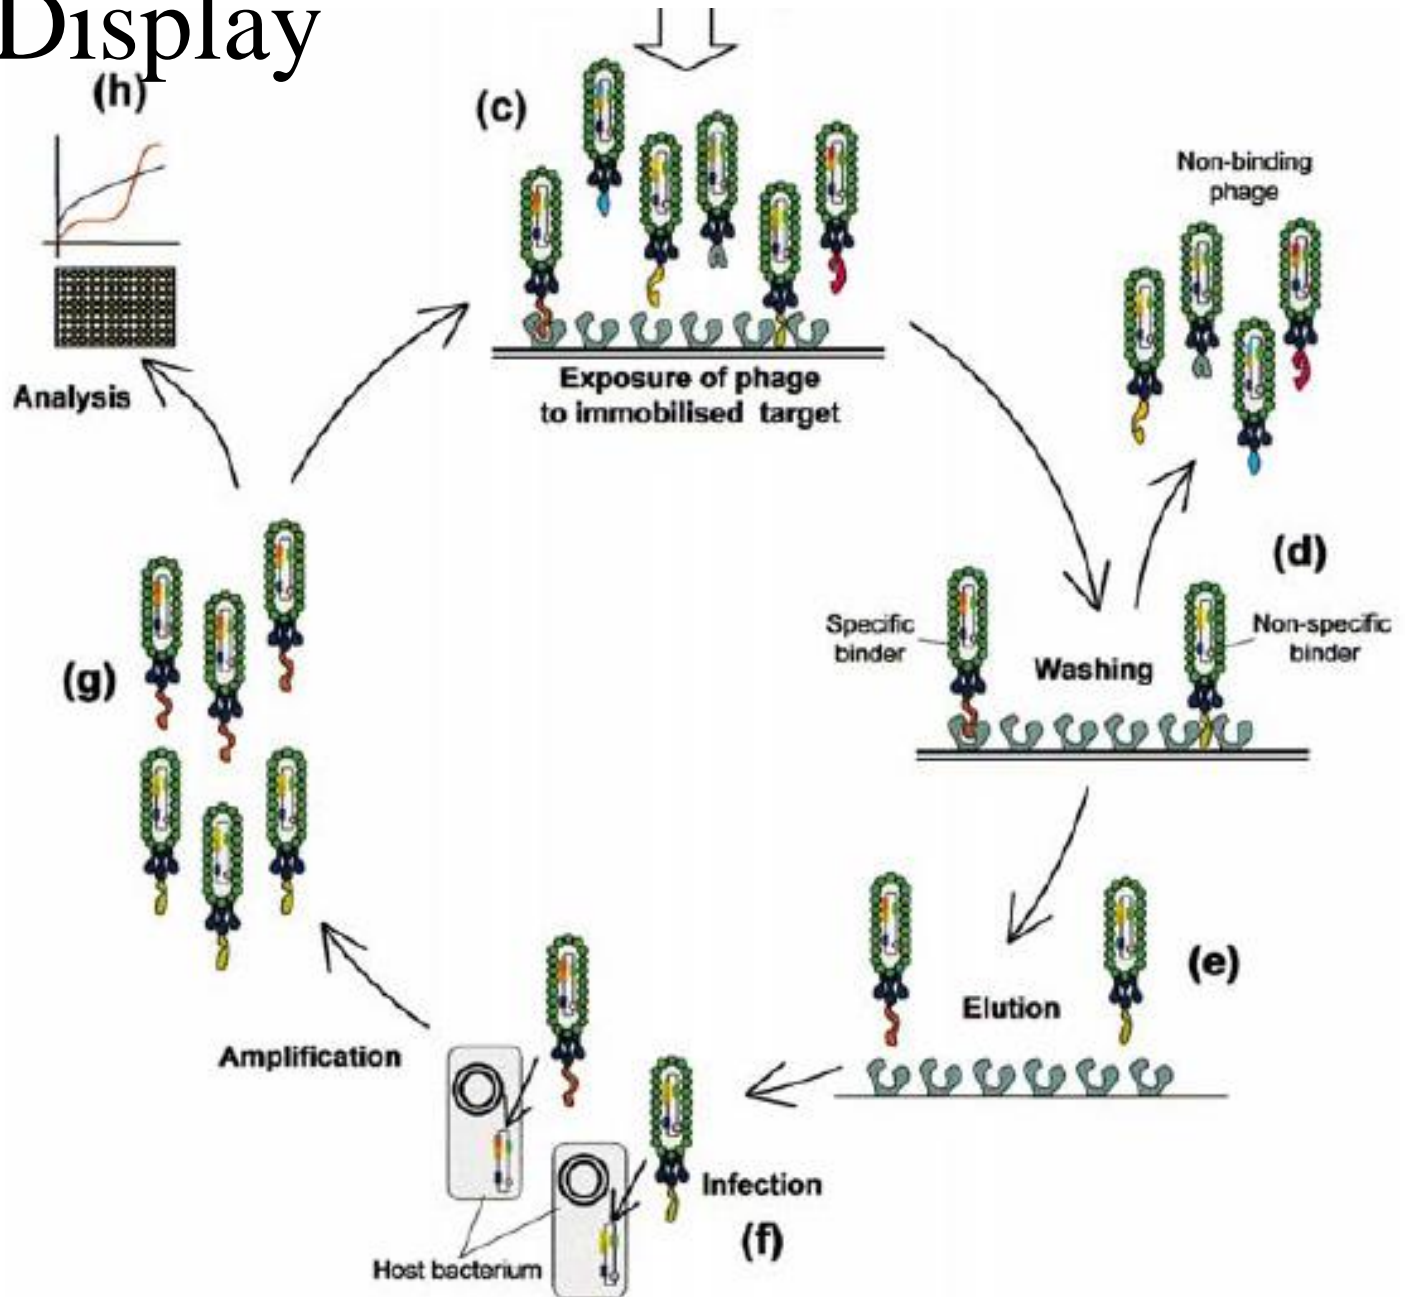 Display
(h)
(c)
Non-binding
phage
Exposure of phage
to immobilised target
Analysis
(d)
Specific
binder
Non-specific
binder
Washing
(g)
(e)
Elution
Amplification
Infection
(f)
Host bacterium